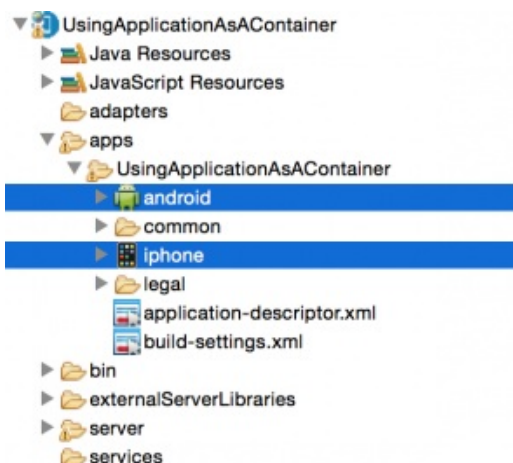 UsingApplicationAsAContainer
Java Resources
JavaScript Resources
adapters
apps
UsingApplicationAsAContainer
android
common
iphone
legal
application-descriptor.xml
build-settings.xml
bin
externalServerLibraries
server
services